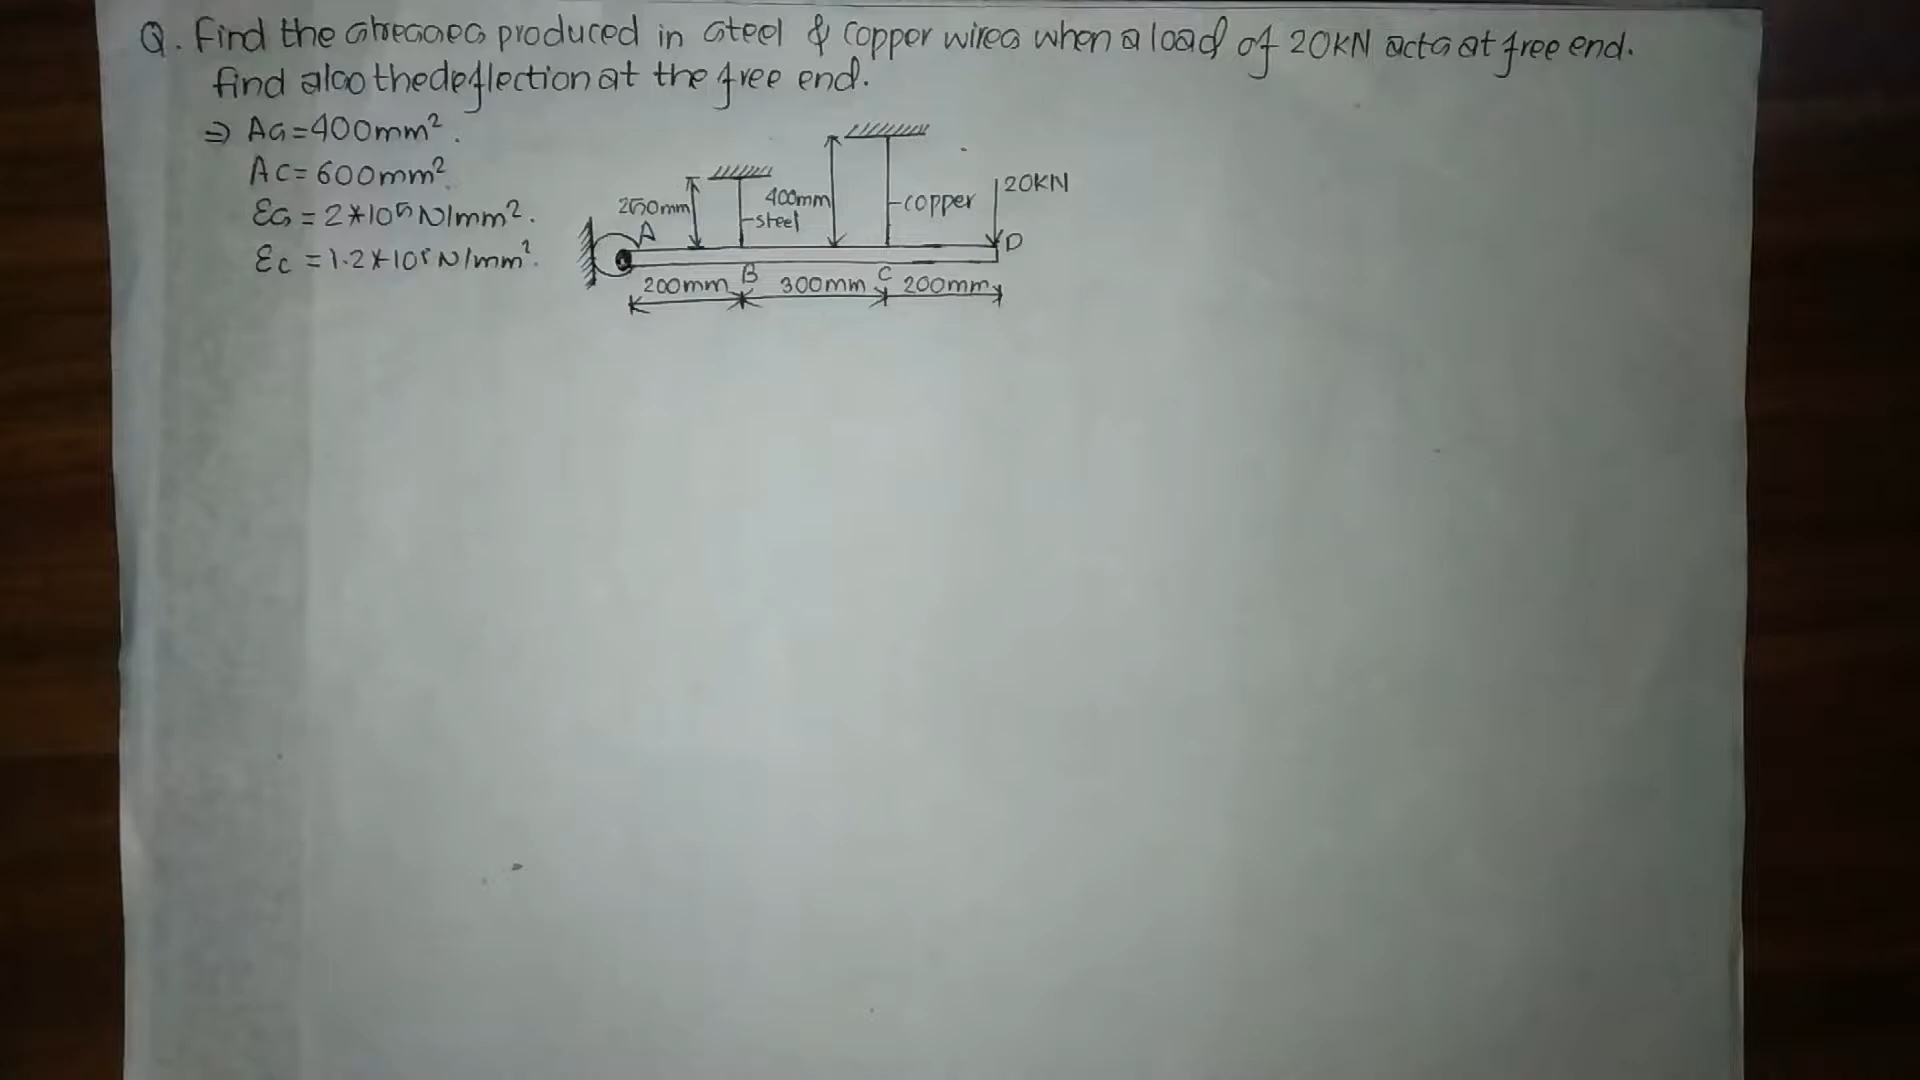 Q. Find the stresses produced in steel & copper wires when a load of 20KN acts at free end.
find also the deflection at the free end.
⇒ As=400mm².
Ac=600mm²
Es = 2*10⁵ N/mm².
Ec = 1.2*10⁵ N/mm².
20KN
250mm
400mm
steel
copper
A
D
200mm
B
300mm
C
200mm